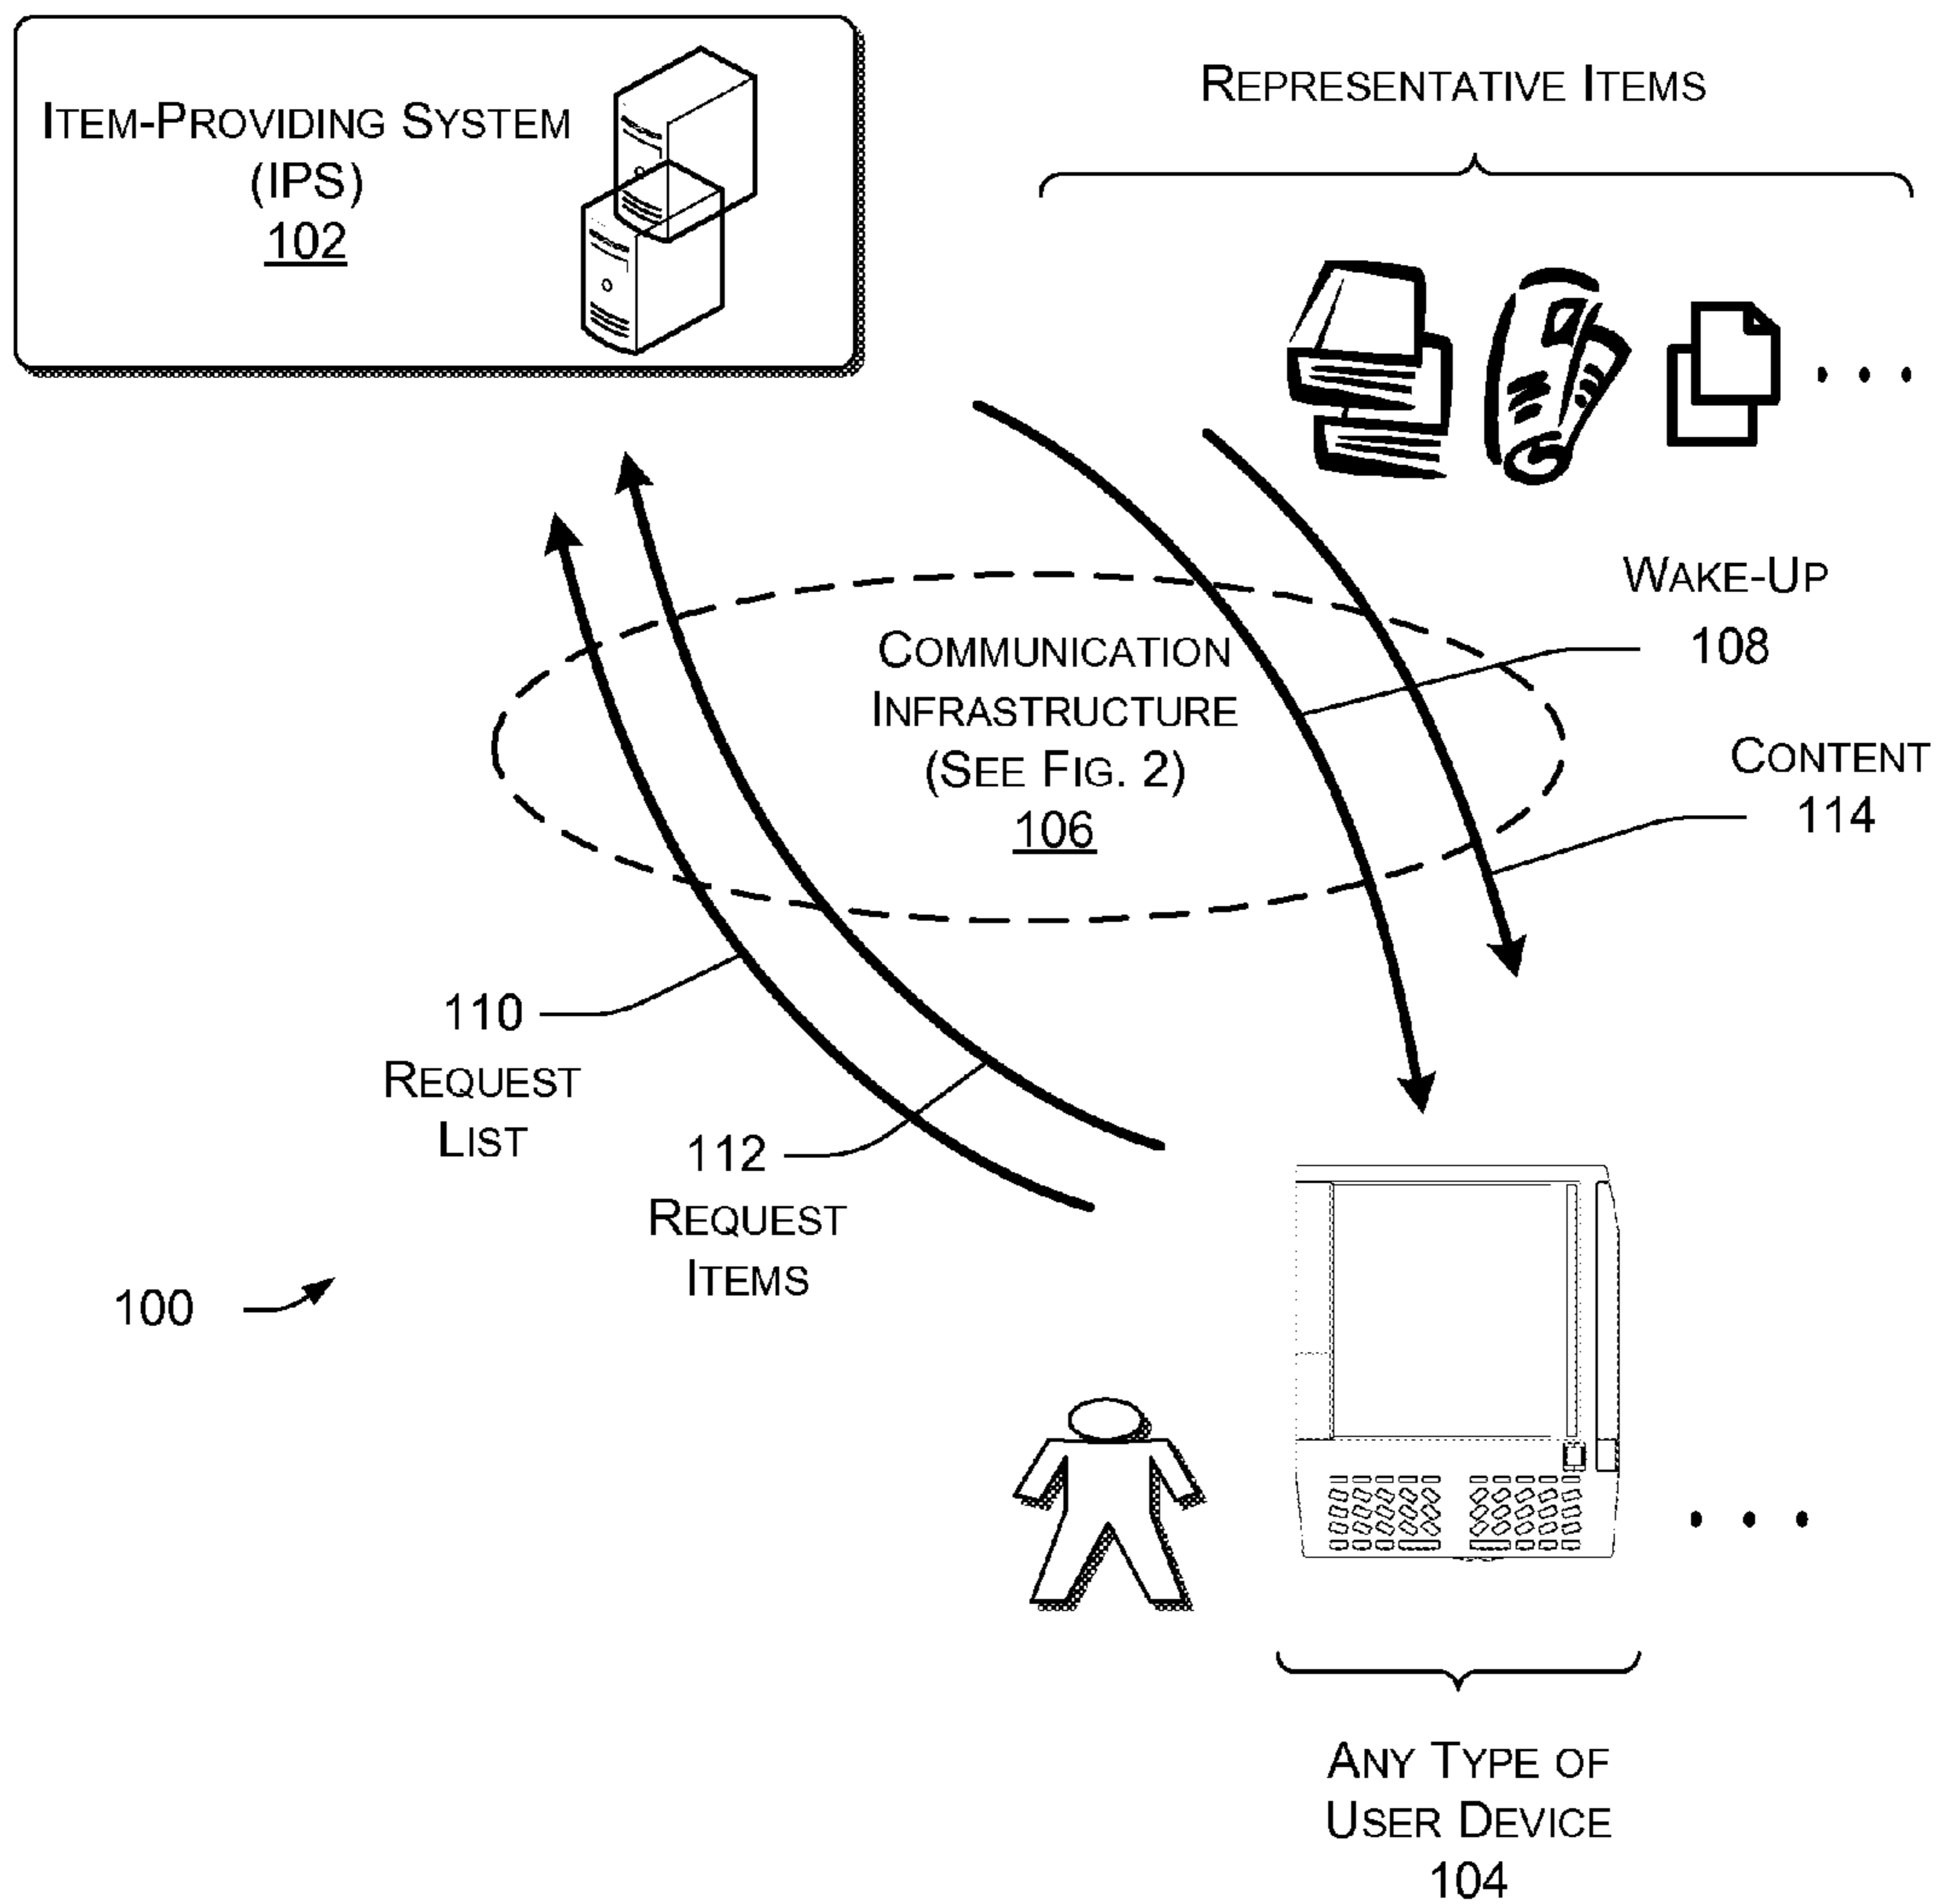 ITEM-PROVIDING SYSTEM
(IPS)
102
REPRESENTATIVE ITEMS
. . .
WAKE-UP
108
COMMUNICATION
INFRASTRUCTURE
(SEE FIG. 2)
106
CONTENT
114
110
REQUEST
LIST
112
REQUEST
ITEMS
100
. . .
ANY TYPE OF
USER DEVICE
104